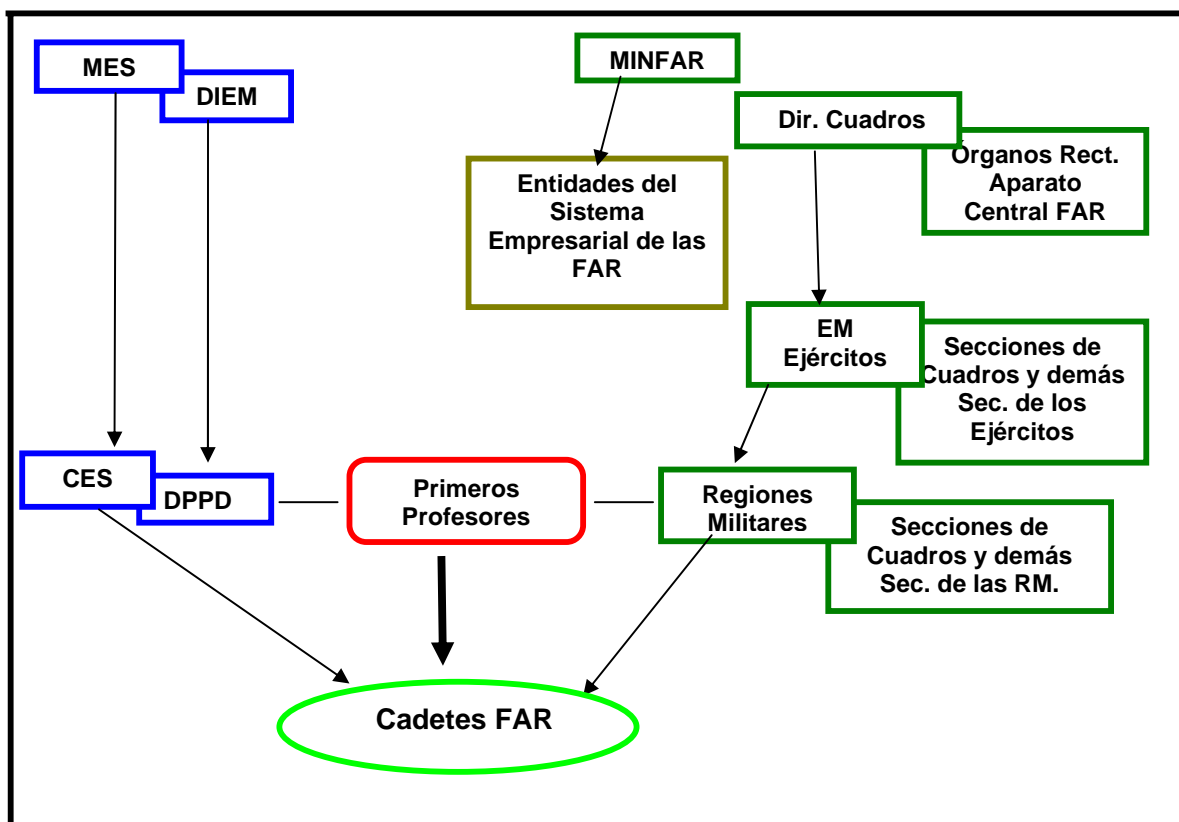 MES
DIEM
MINFAR
Dir. Cuadros
Órganos Rect.
Aparato
Central FAR
Entidades del
Sistema
Empresarial de las
FAR
EM
Ejércitos
Secciones de
Cuadros y demás
Sec. de los
Ejércitos
CES
DPPD
Primeros
Profesores
Regiones
Militares
Secciones de
Cuadros y demás
Sec. de las RM.
Cadetes FAR